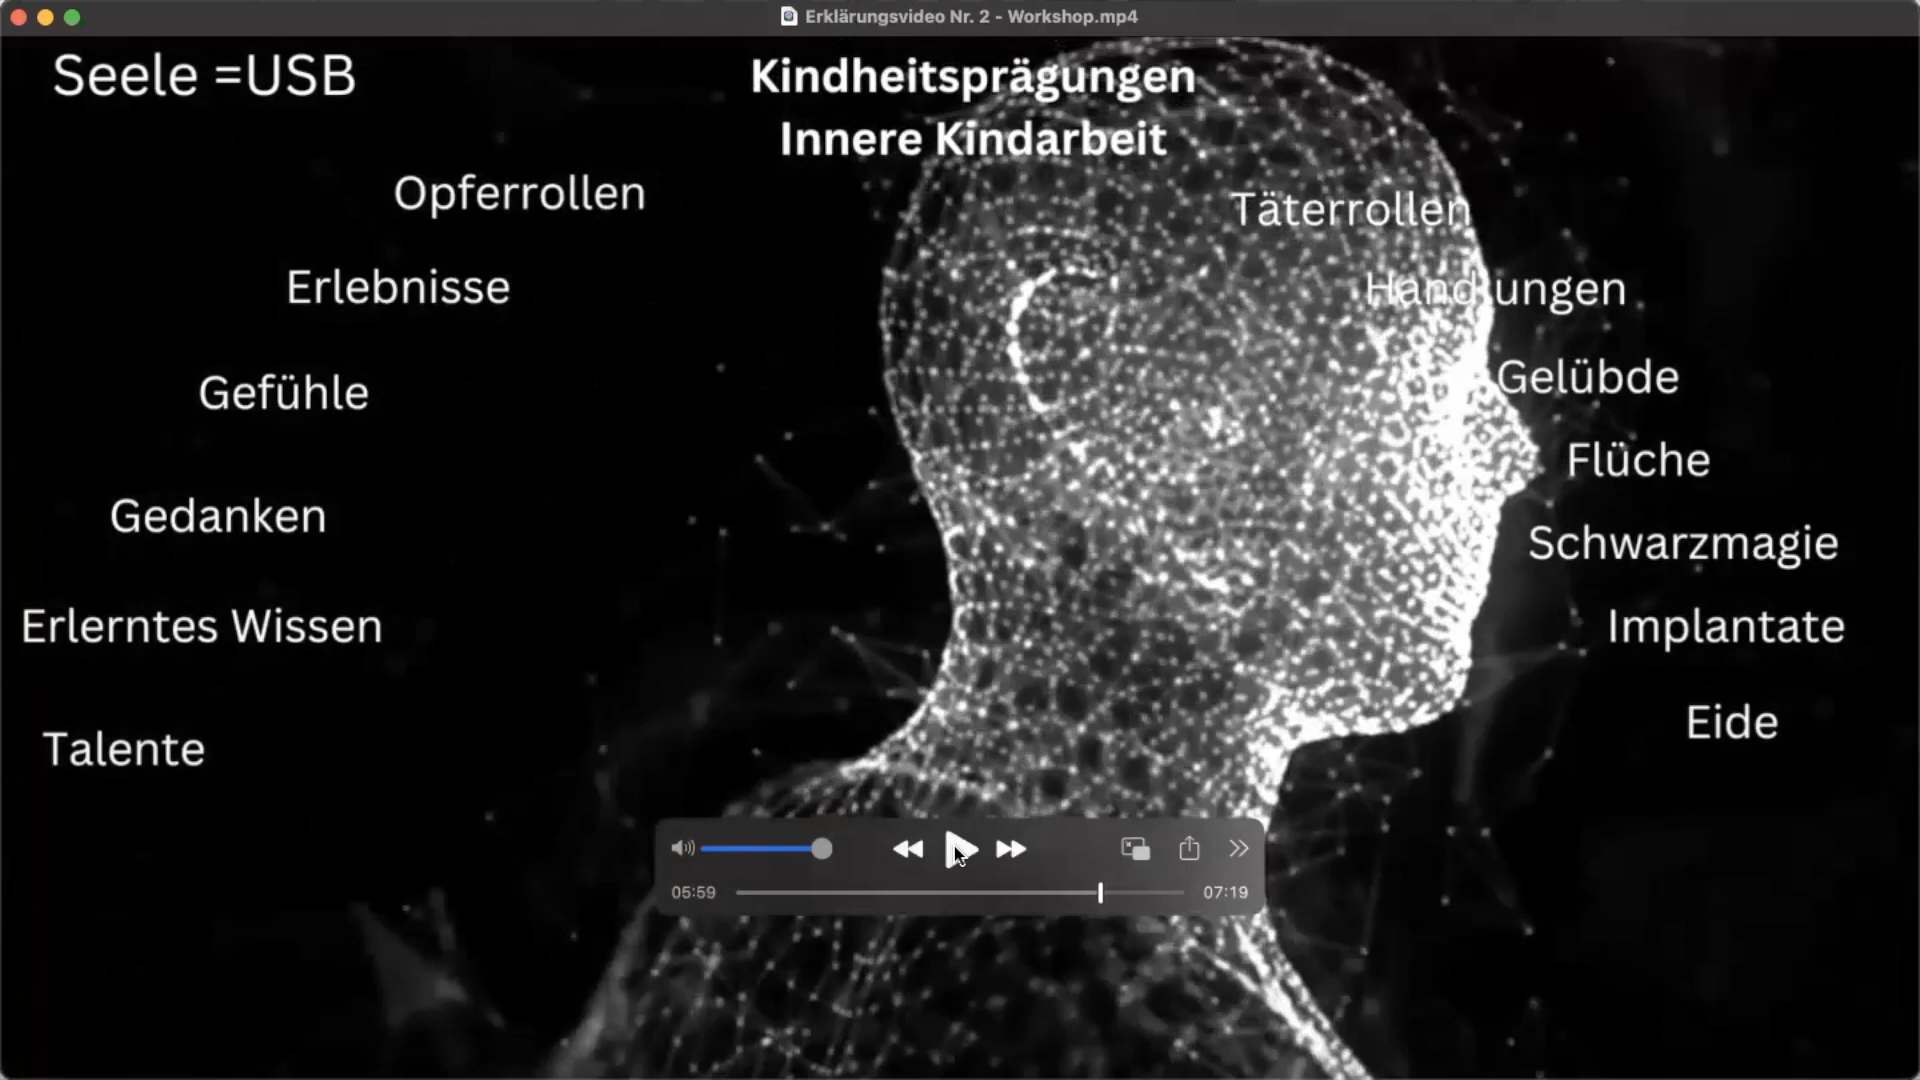 Erklärungsvideo Nr. 2 - Workshop.mp4
Seele =USB
Kindheitsprägungen
Innere Kindarbeit
Opferrollen
Täterrollen
Erlebnisse
Handlungen
Gefühle
Gelübde
Flüche
Gedanken
Schwarzmagie
Erlerntes Wissen
Implantate
Talente
Eide
05:59
07:19